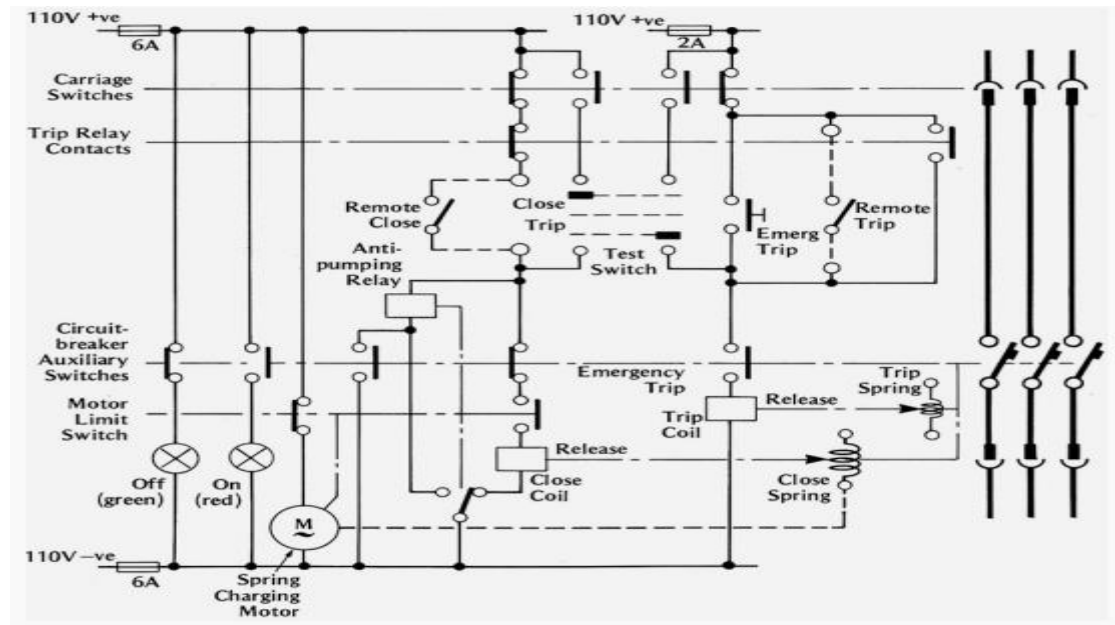 110V +ve
6A
110V +ve
2A
Carriage
Switches
Trip Relay
Contacts
Remote
Close
Close
Trip
Test
Switch
Emerg
Trip
Remote
Trip
Anti-
pumping
Relay
Circuit-
breaker
Auxiliary
Switches
Emergency
Trip
Trip
Spring
Motor
Limit
Switch
Trip
Coil
Release
Release
Off
(green)
On
(red)
Close
Coil
Close
Spring
M
~
110V -ve
6A
Spring
Charging
Motor